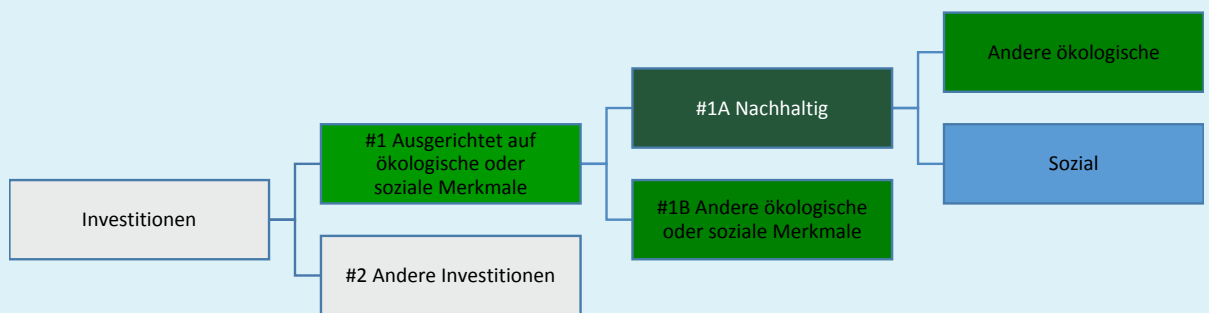 Investitionen
#1 Ausgerichtet auf
ökologische oder
soziale Merkmale
#2 Andere Investitionen
#1A Nachhaltig
#1B Andere ökologische
oder soziale Merkmale
Andere ökologische
Sozial